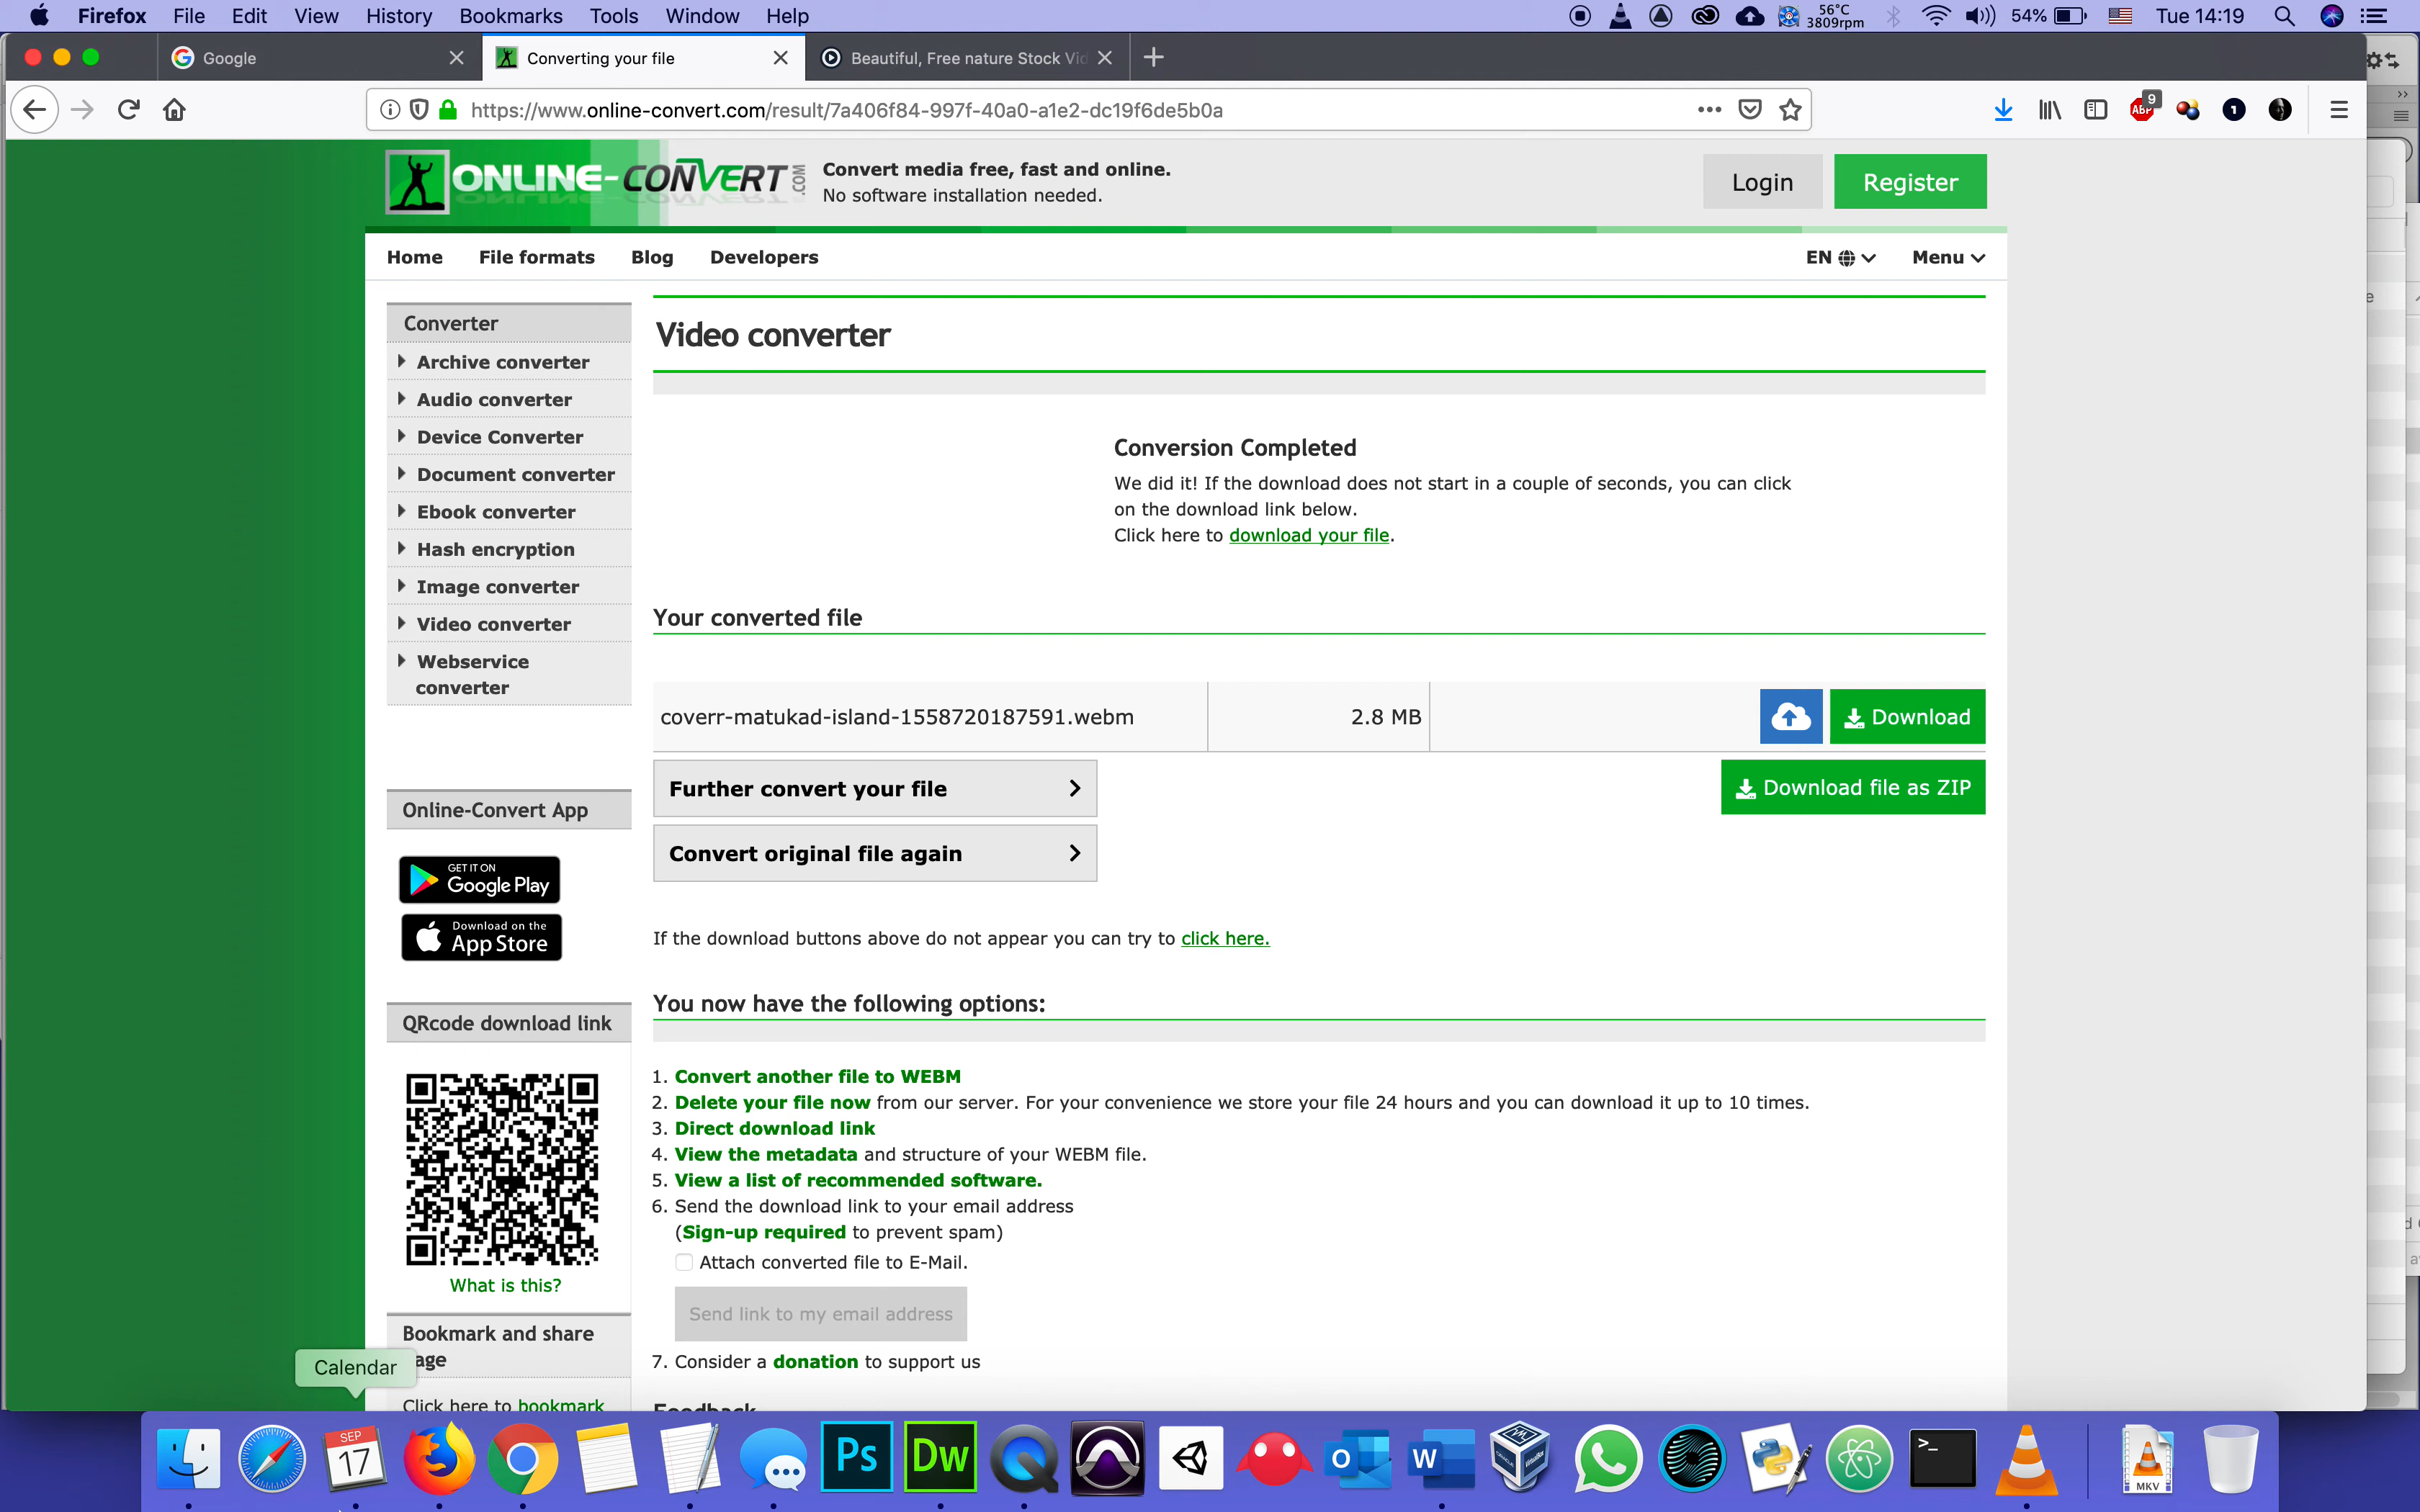 Firefox File Edit View History Bookmarks Tools Window Help
56°C
3809rpm
54%
Tue 14:19
Google
Converting your file
Beautiful, Free nature Stock Vid
https://www.online-convert.com/result/7a406f84-997f-40a0-a1e2-dc19f6de5b0a
ABP
9
1
ONLINE-CONVERT.COM
Convert media free, fast and online.
No software installation needed.
Login
Register
Home File formats Blog Developers
EN
Menu
Converter
Archive converter
Audio converter
Device Converter
Document converter
Ebook converter
Hash encryption
Image converter
Video converter
Webservice
converter
Online-Convert App
GET IT ON
Google Play
Download on the
App Store
QRcode download link
What is this?
Bookmark and share
age
Click here to bookmark
Video converter
Conversion Completed
We did it! If the download does not start in a couple of seconds, you can click
on the download link below.
Click here to download your file.
Your converted file
coverr-matukad-island-1558720187591.webm
2.8 MB
Download
Further convert your file
Download file as ZIP
Convert original file again
If the download buttons above do not appear you can try to click here.
You now have the following options:
1. Convert another file to WEBM
2. Delete your file now from our server. For your convenience we store your file 24 hours and you can download it up to 10 times.
3. Direct download link
4. View the metadata and structure of your WEBM file.
5. View a list of recommended software.
6. Send the download link to your email address
(Sign-up required to prevent spam)
Attach converted file to E-Mail.
Send link to my email address
7. Consider a donation to support us
Feedback
Calendar
SEP
17
Ps
Dw
O
W
>_
MKV